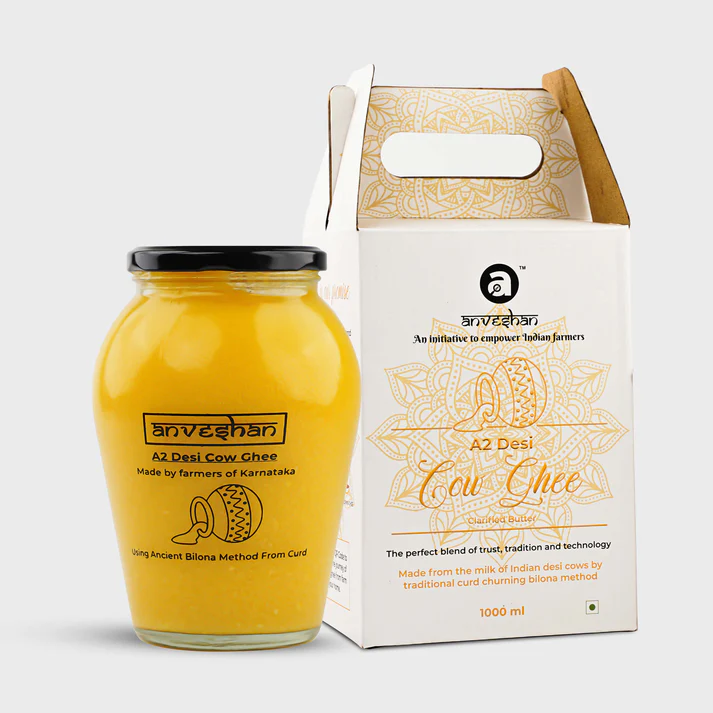 anveshan
A2 Desi Cow Ghee
Made by farmers of Karnataka
Using Ancient Bilona Method From Curd
a
TM
anveshan
An initiative to empower Indian farmers
A2 Desi
Cow Ghee
Clarified Butter
The perfect blend of trust, tradition and technology
Made from the milk of Indian desi cows by
traditional curd churning bilona method
1000 ml